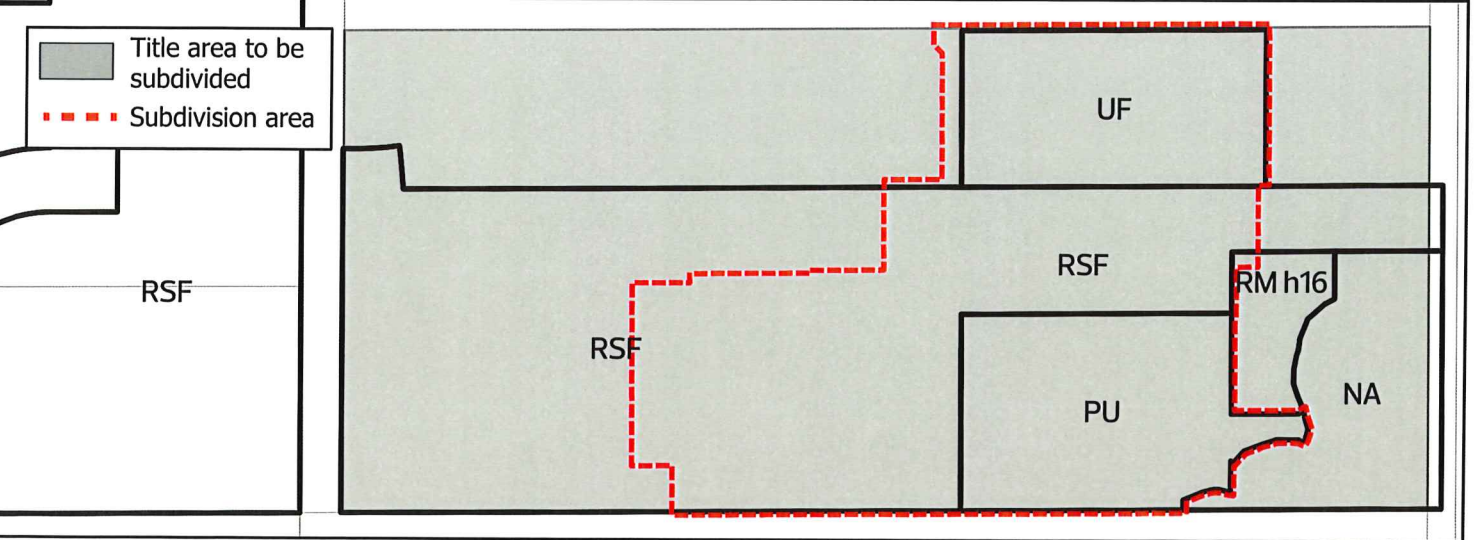 Title area to be
subdivided
Subdivision area
UF
RSF
RSF
RM h16
RSF
NA
PU